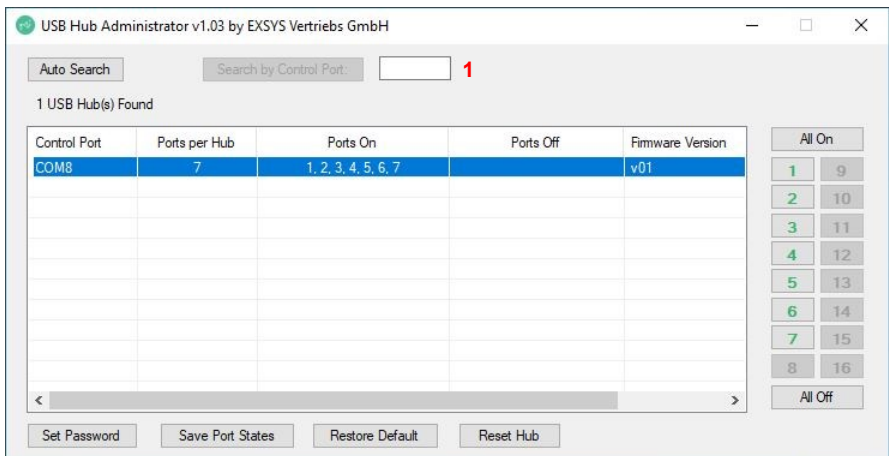 USB Hub Administrator v1.03 by EXSYS Vertriebs GmbH
Auto Search Search by Control Port: 1
1 USB Hub(s) Found
Control Port Ports per Hub Ports On Ports Off Firmware Version All On
COM8 7 1, 2, 3, 4, 5, 6, 7 v01
1 9
2 10
3 11
4 12
5 13
6 14
7 15
8 16
All Off
Set Password Save Port States Restore Default Reset Hub